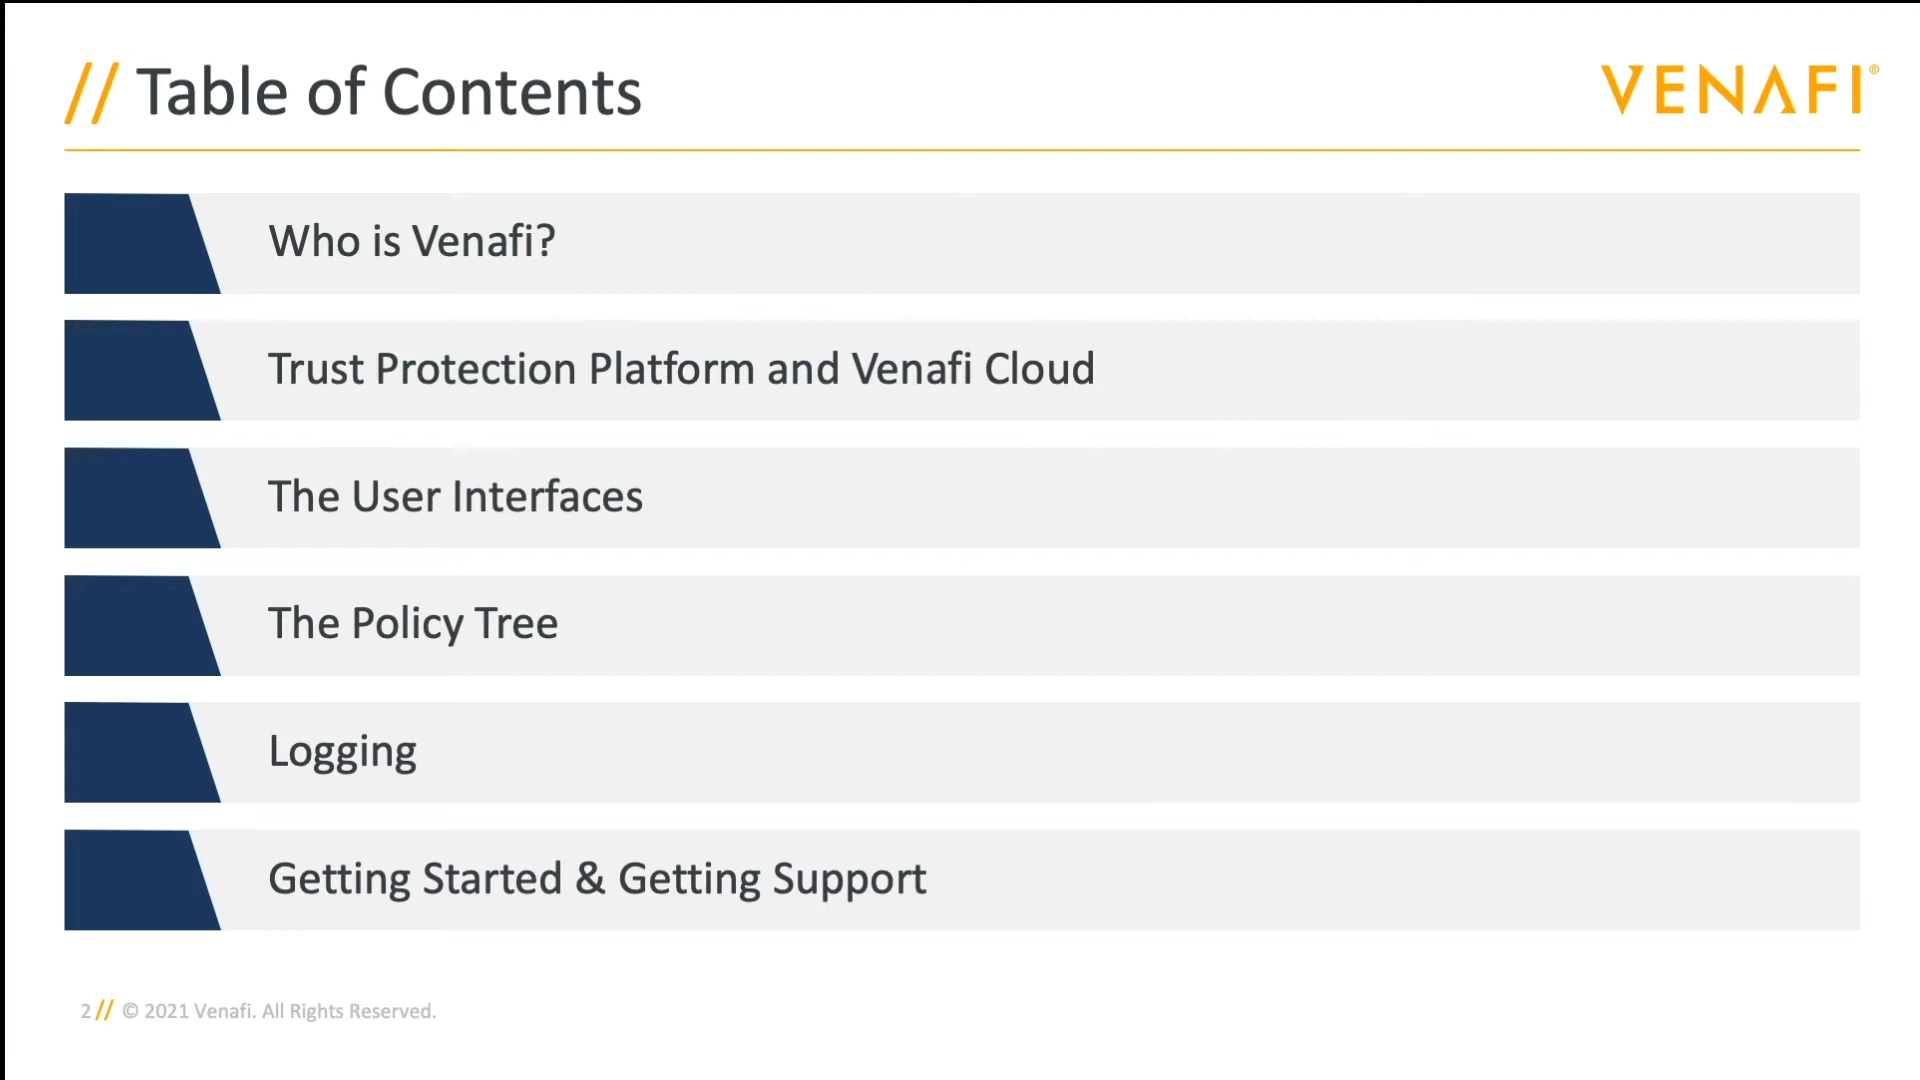 // Table of Contents
VENAFI®
Who is Venafi?
Trust Protection Platform and Venafi Cloud
The User Interfaces
The Policy Tree
Logging
Getting Started & Getting Support
2 // © 2021 Venafi. All Rights Reserved.